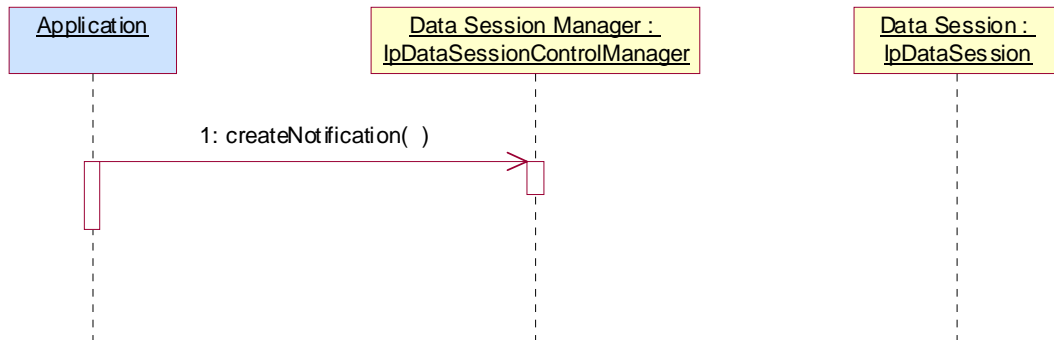 Application
Data Session Manager :
IpDataSessionControlManager
Data Session :
IpDataSession
1: createNotification( )